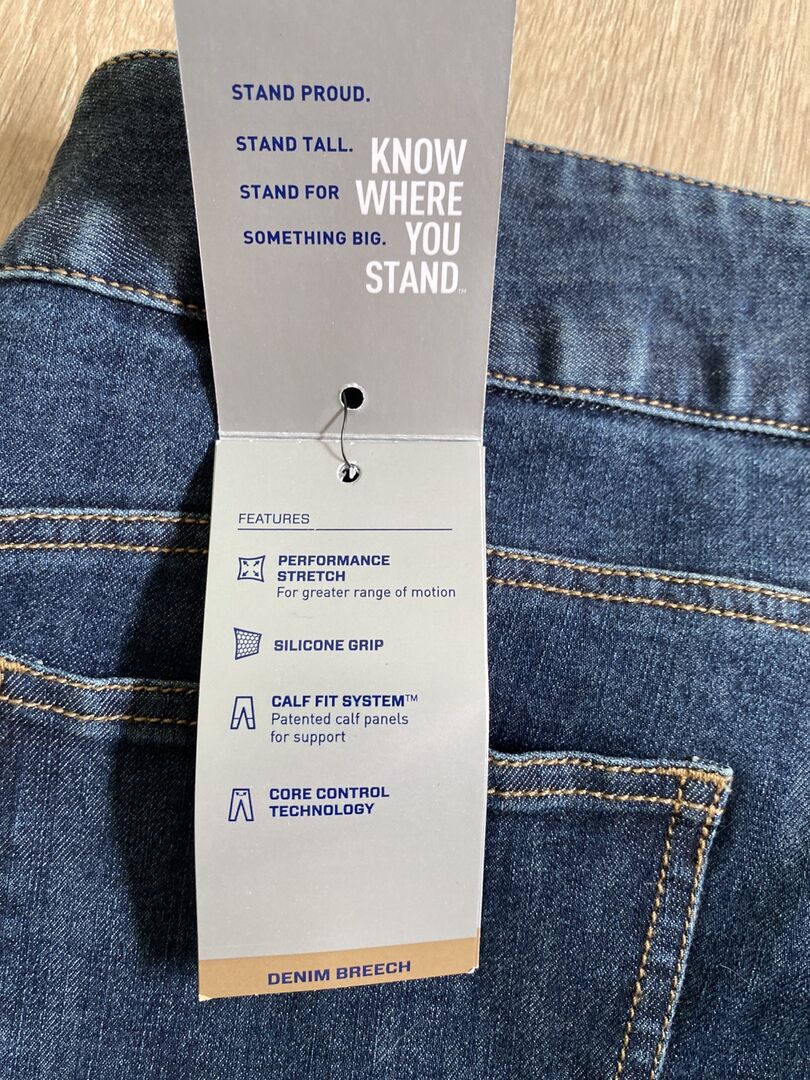 STAND PROUD.
STAND TALL.
STAND FOR
SOMETHING BIG.
KNOW
WHERE
YOU
STAND™
FEATURES
PERFORMANCE
STRETCH
For greater range of motion
SILICONE GRIP
CALF FIT SYSTEM™
Patented calf panels
for support
CORE CONTROL
TECHNOLOGY
DENIM BREECH